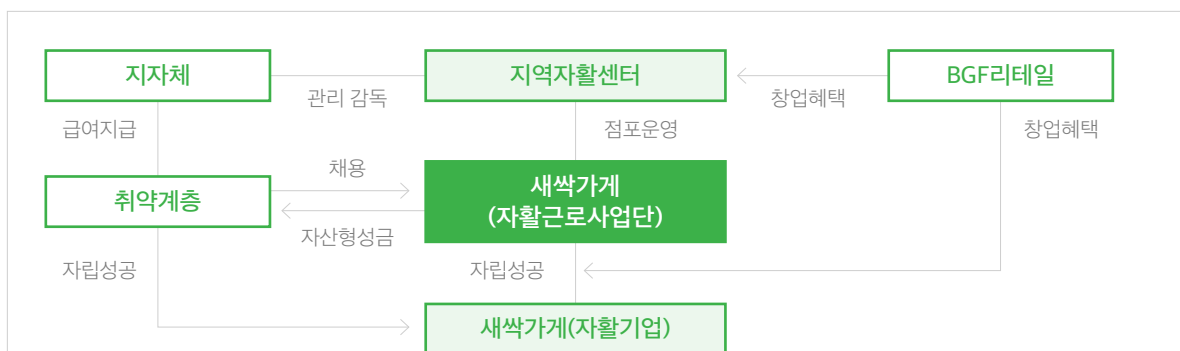 지자체
지역자활센터
BGF리테일
관리 감독
창업혜택
급여지급
점포운영
창업혜택
채용
취약계층
새싹가게
(자활근로사업단)
자산형성금
자립성공
자립성공
새싹가게(자활기업)